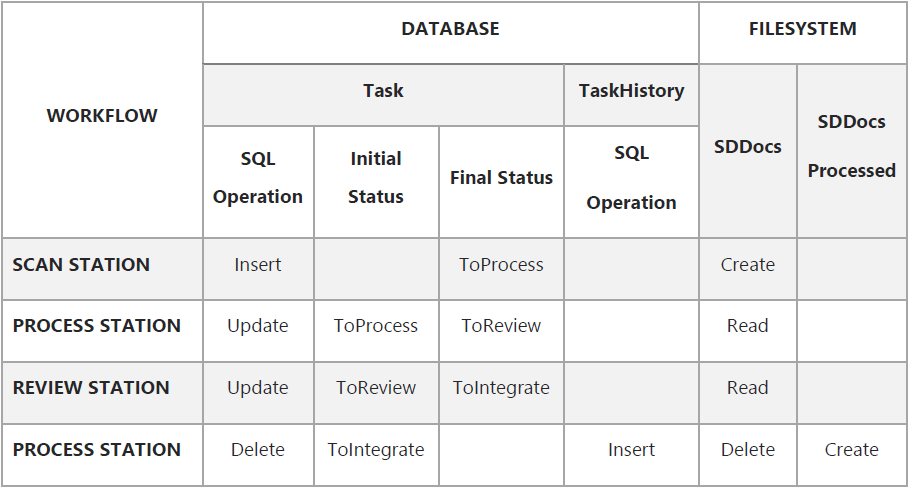 DATABASE FILESYSTEM
WORKFLOW
Task TaskHistory
SDDocs
SDDocs
Processed
SQL
Operation
Initial
Status
Final Status
SQL
Operation
SCAN STATION Insert ToProcess Create
PROCESS STATION Update ToProcess ToReview Read
REVIEW STATION Update ToReview ToIntegrate Read
PROCESS STATION Delete ToIntegrate Insert Delete Create